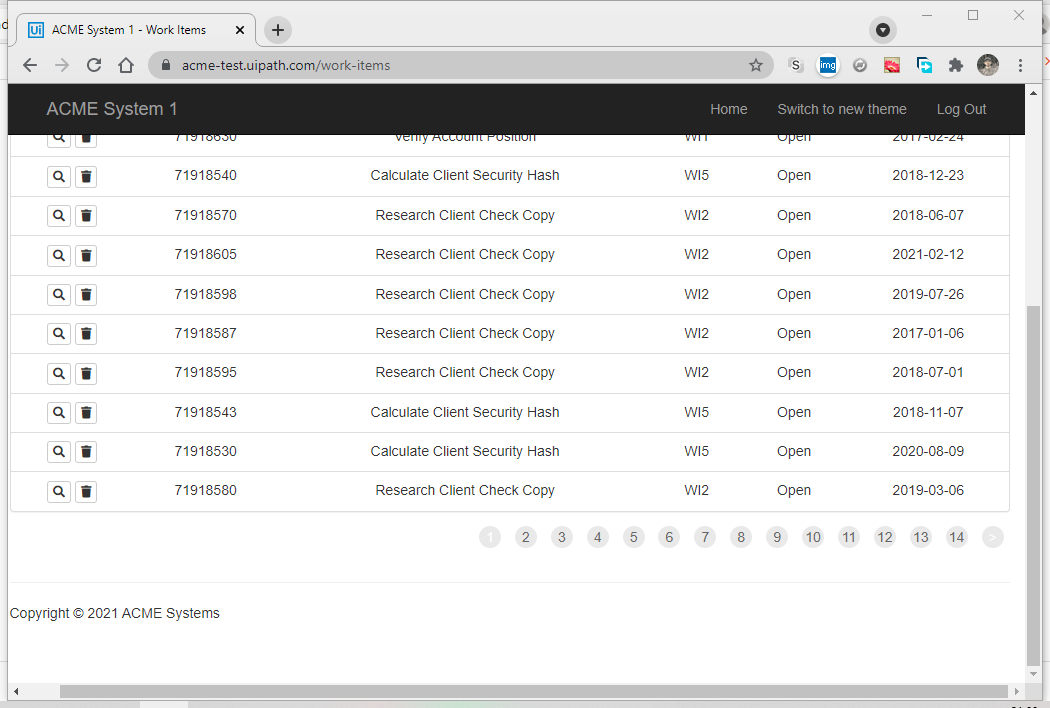 ACME System 1 - Work Items
acme-test.uipath.com/work-items
ACME System 1 Home Switch to new theme Log Out
71918630 Verify Account Position WI1 Open 2017-02-24
71918540 Calculate Client Security Hash WI5 Open 2018-12-23
71918570 Research Client Check Copy WI2 Open 2018-06-07
71918605 Research Client Check Copy WI2 Open 2021-02-12
71918598 Research Client Check Copy WI2 Open 2019-07-26
71918587 Research Client Check Copy WI2 Open 2017-01-06
71918595 Research Client Check Copy WI2 Open 2018-07-01
71918543 Calculate Client Security Hash WI5 Open 2018-11-07
71918530 Calculate Client Security Hash WI5 Open 2020-08-09
71918580 Research Client Check Copy WI2 Open 2019-03-06
1 2 3 4 5 6 7 8 9 10 11 12 13 14 >
Copyright © 2021 ACME Systems